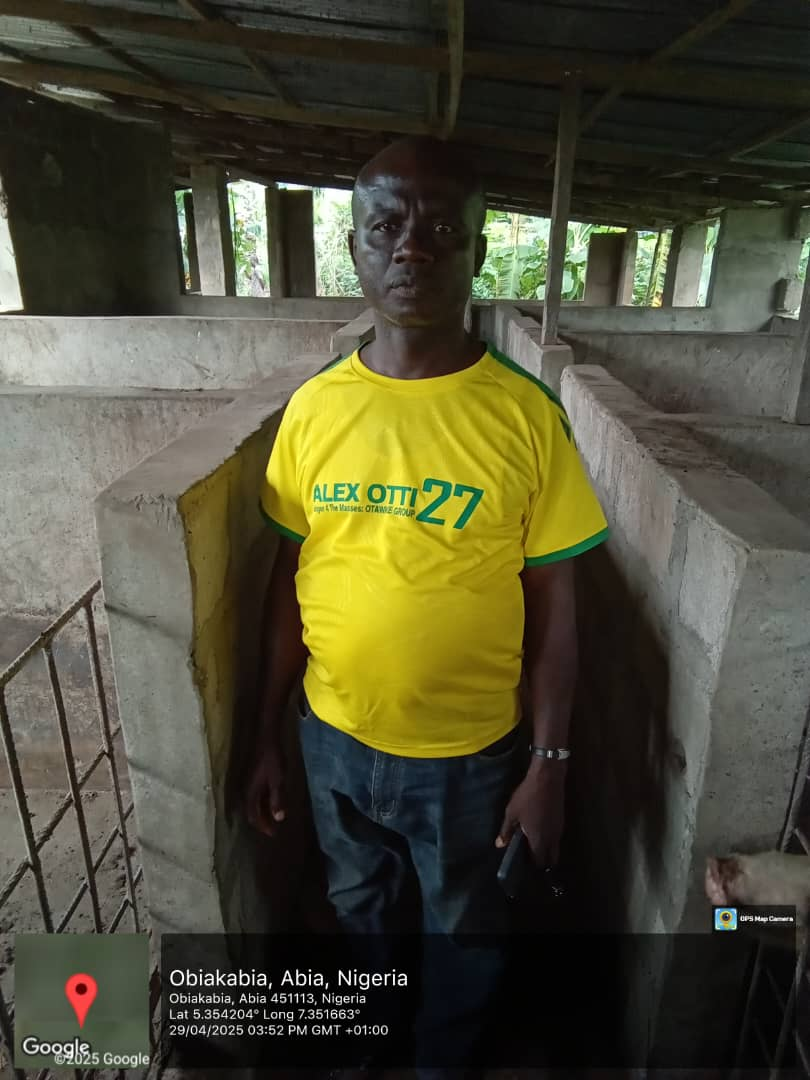 ALEX OTTI 27
& The Masses: OTAWIRE GROUP
GPS Map Camera
Obiakabia, Abia, Nigeria
Obiakabia, Abia 451113, Nigeria
Lat 5.354204° Long 7.351663°
29/04/2025 03:52 PM GMT +01:00
Google
©2025 Google